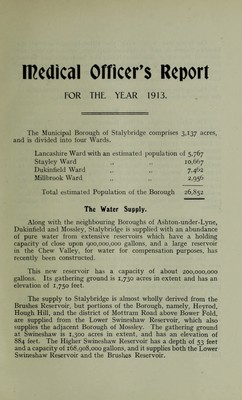 Medical Officer's Report
FOR THE YEAR 1913.
The Municipal Borough of Stalybridge comprises 3,137 acres,
and is divided into four Wards.
Lancashire Ward with an estimated population of 5,767
Stayley Ward ,, ,, 10,667
Dukinfield Ward ,, ,, 7,462
Millbrook Ward ,, ,, 2,956
Total estimated Population of the Borough 26,852
The Water Supply.
Along with the neighbouring Boroughs of Ashton-under-Lyne,
Dukinfield and Mossley, Stalybridge is supplied with an abundance
of pure water from extensive reservoirs which have a holding
capacity of close upon 900,000,000 gallons, and a large reservoir
in the Chew Valley, for water for compensation purposes, has
recently been constructed.
This new reservoir has a capacity of about 200,000,000
gallons. Its gathering ground is 1,730 acres in extent and has an
elevation of 1,750 feet.
The supply to Stalybridge is almost wholly derived from the
Brushes Reservoir, but portions of the Borough, namely, Heyrod,
Hough Hill, and the district of Mottram Road above Bower Fold,
are supplied from the Lower Swineshaw Reservoir, which also
supplies the adjacent Borough of Mossley. The gathering ground
at Swineshaw is 1,300 acres in extent, and has an elevation of
884 feet. The Higher Swineshaw Reservoir has a depth of 53 feet
and a capacity of 168,908,000 gallons, and it supplies both the Lower
Swineshaw Reservoir and the Brushes Reservoir.